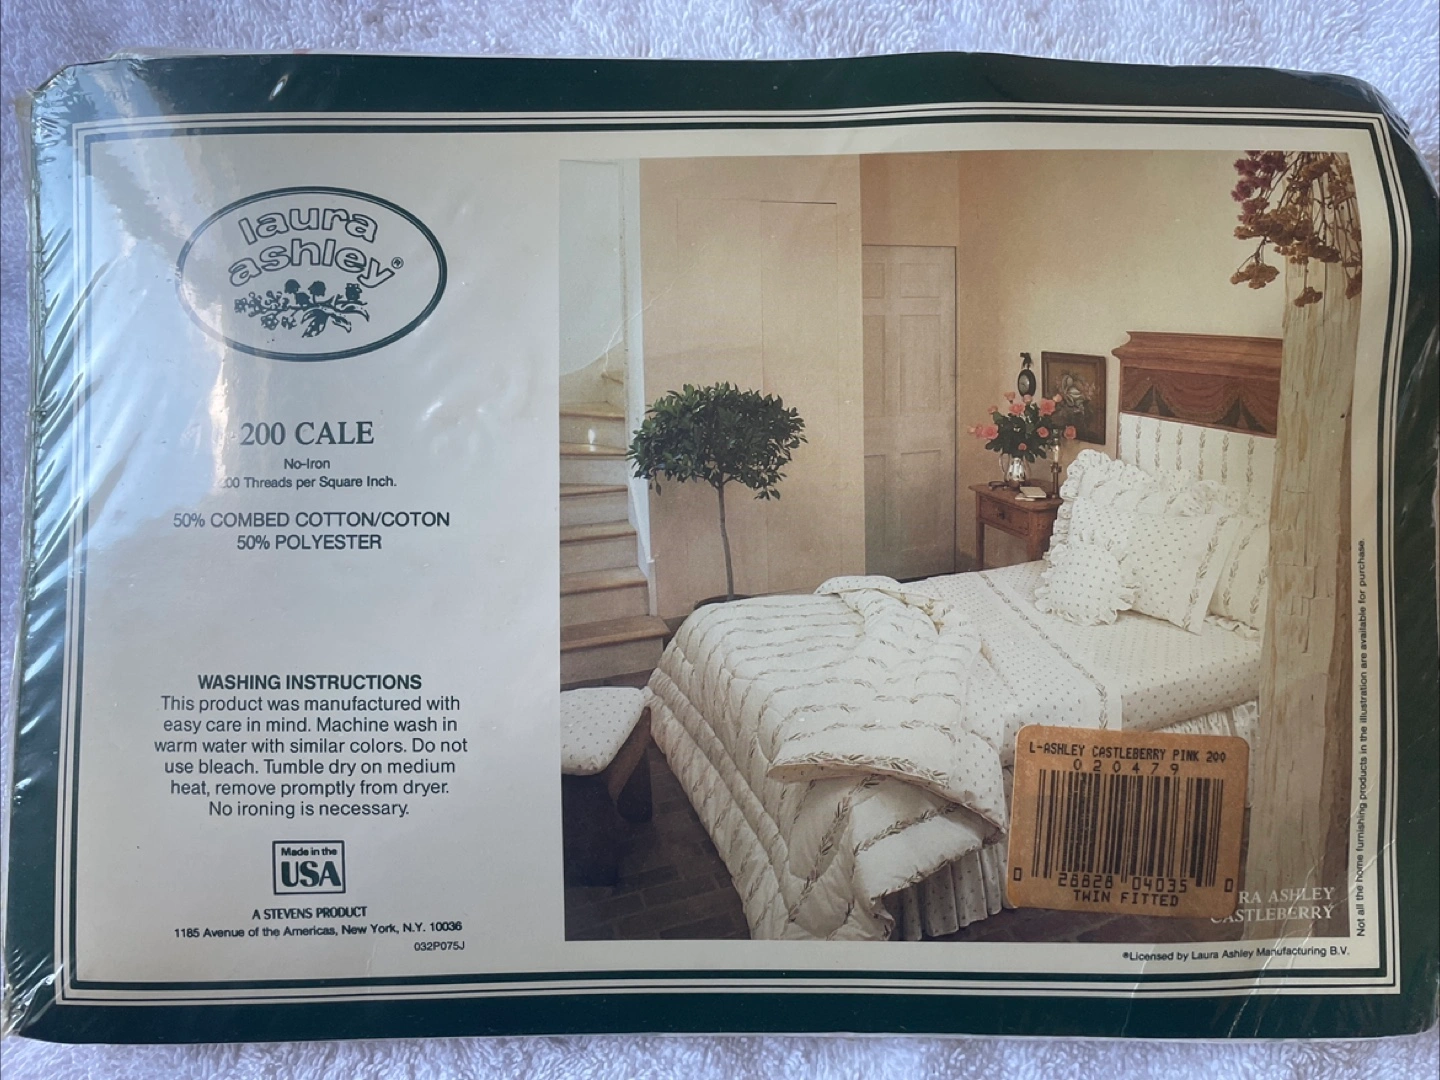 laura
ashley®
200 CALE
No-Iron
00 Threads per Square Inch.
50% COMBED COTTON/COTON
50% POLYESTER
WASHING INSTRUCTIONS
This product was manufactured with
easy care in mind. Machine wash in
warm water with similar colors. Do not
use bleach. Tumble dry on medium
heat, remove promptly from dryer.
No ironing is necessary.
Made in the
USA
A STEVENS PRODUCT
1185 Avenue of the Americas, New York, N.Y. 10036
032P075J
L-ASHLEY CASTLEBERRY PINK 200
020479
0 28828 04035 0
TWIN FITTED
RA ASHLEY
CASTLEBERRY
Not all the home furnishing products in the illustration are available for purchase.
®Licensed by Laura Ashley Manufacturing B.V.